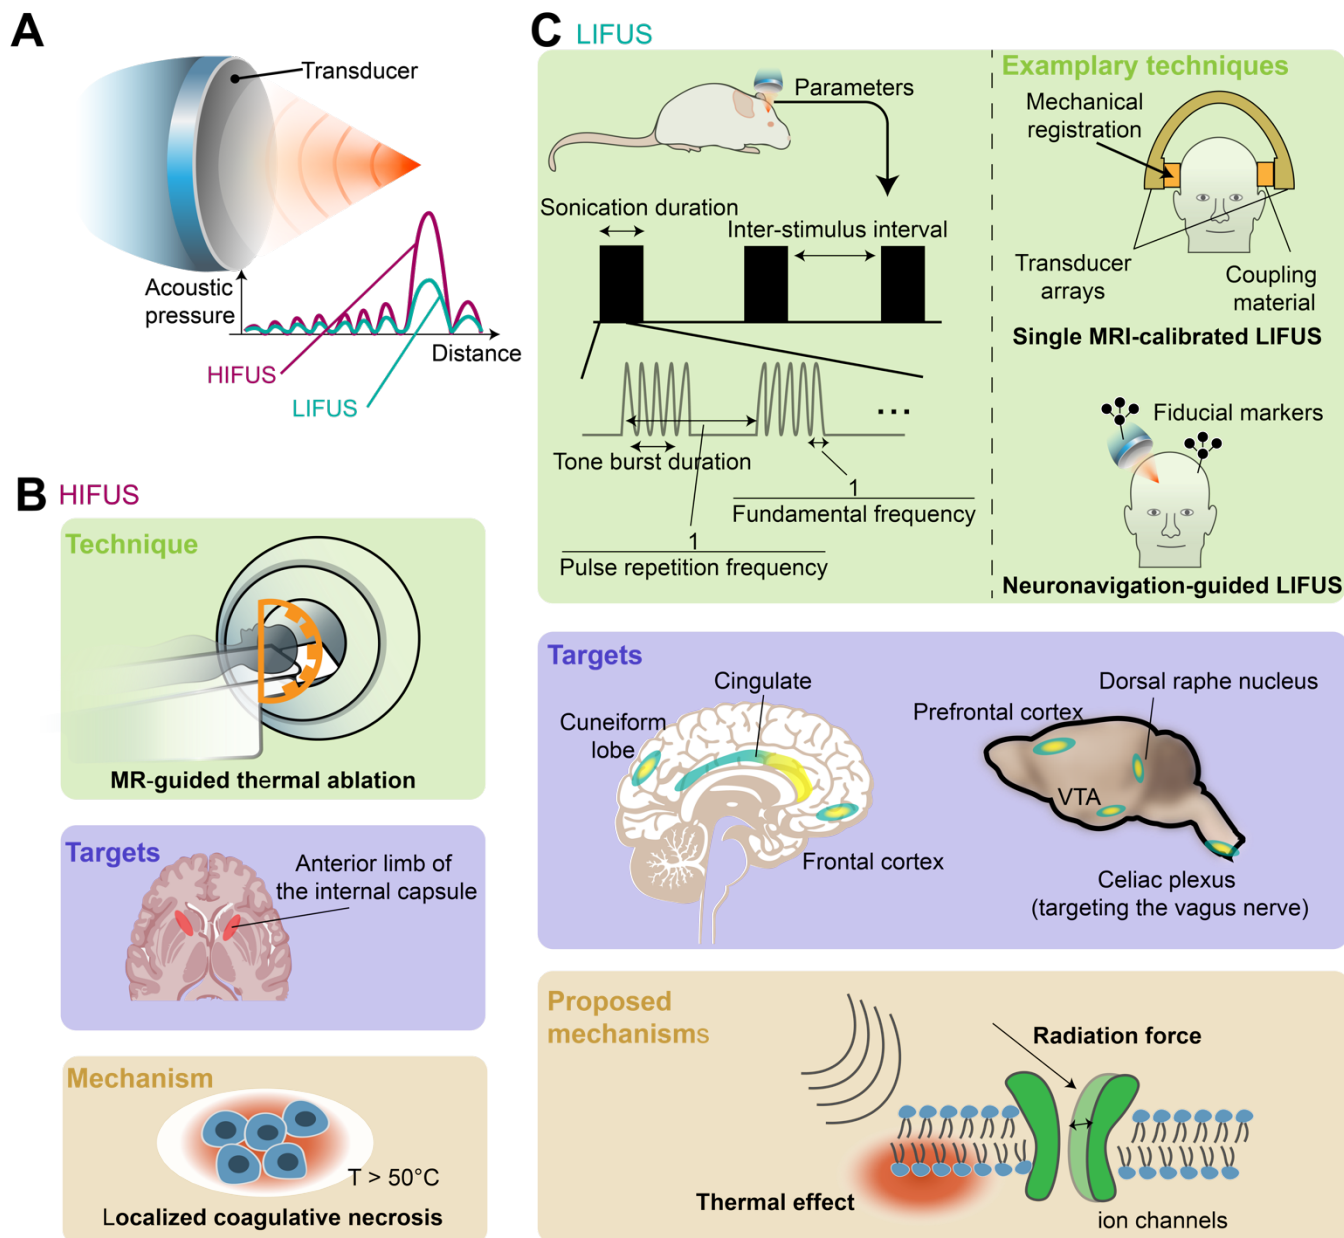 A
Transducer
Acoustic
pressure
Distance
HIFUS
LIFUS
B HIFUS
Technique
MR-guided thermal ablation
Targets
Anterior limb of
the internal capsule
Mechanism
T > 50°C
Localized coagulative necrosis
C LIFUS
Parameters
Sonication duration
Inter-stimulus interval
Tone burst duration
1
Fundamental frequency
1
Pulse repetition frequency
Examplary techniques
Mechanical
registration
Transducer
arrays
Coupling
material
Single MRI-calibrated LIFUS
Fiducial markers
Neuronavigation-guided LIFUS
Targets
Cingulate
Cuneiform
lobe
Frontal cortex
Dorsal raphe nucleus
Prefrontal cortex
VTA
Celiac plexus
(targeting the vagus nerve)
Proposed
mechanisms
Radiation force
Thermal effect
ion channels